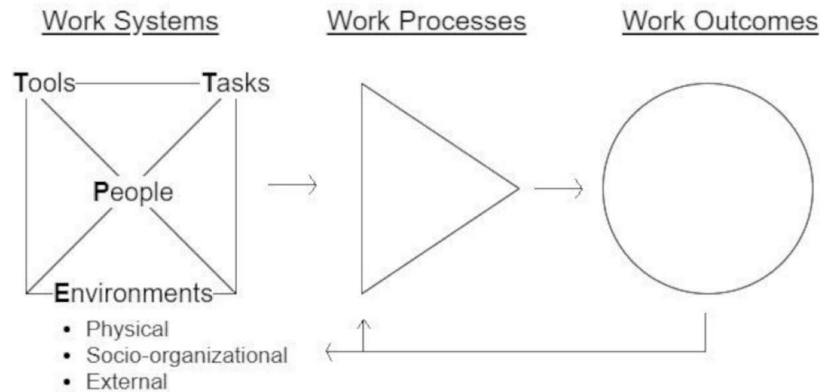 Work Systems
Work Processes
Work Outcomes
Tools
Tasks
People
Environments
• Physical
• Socio-organizational
• External